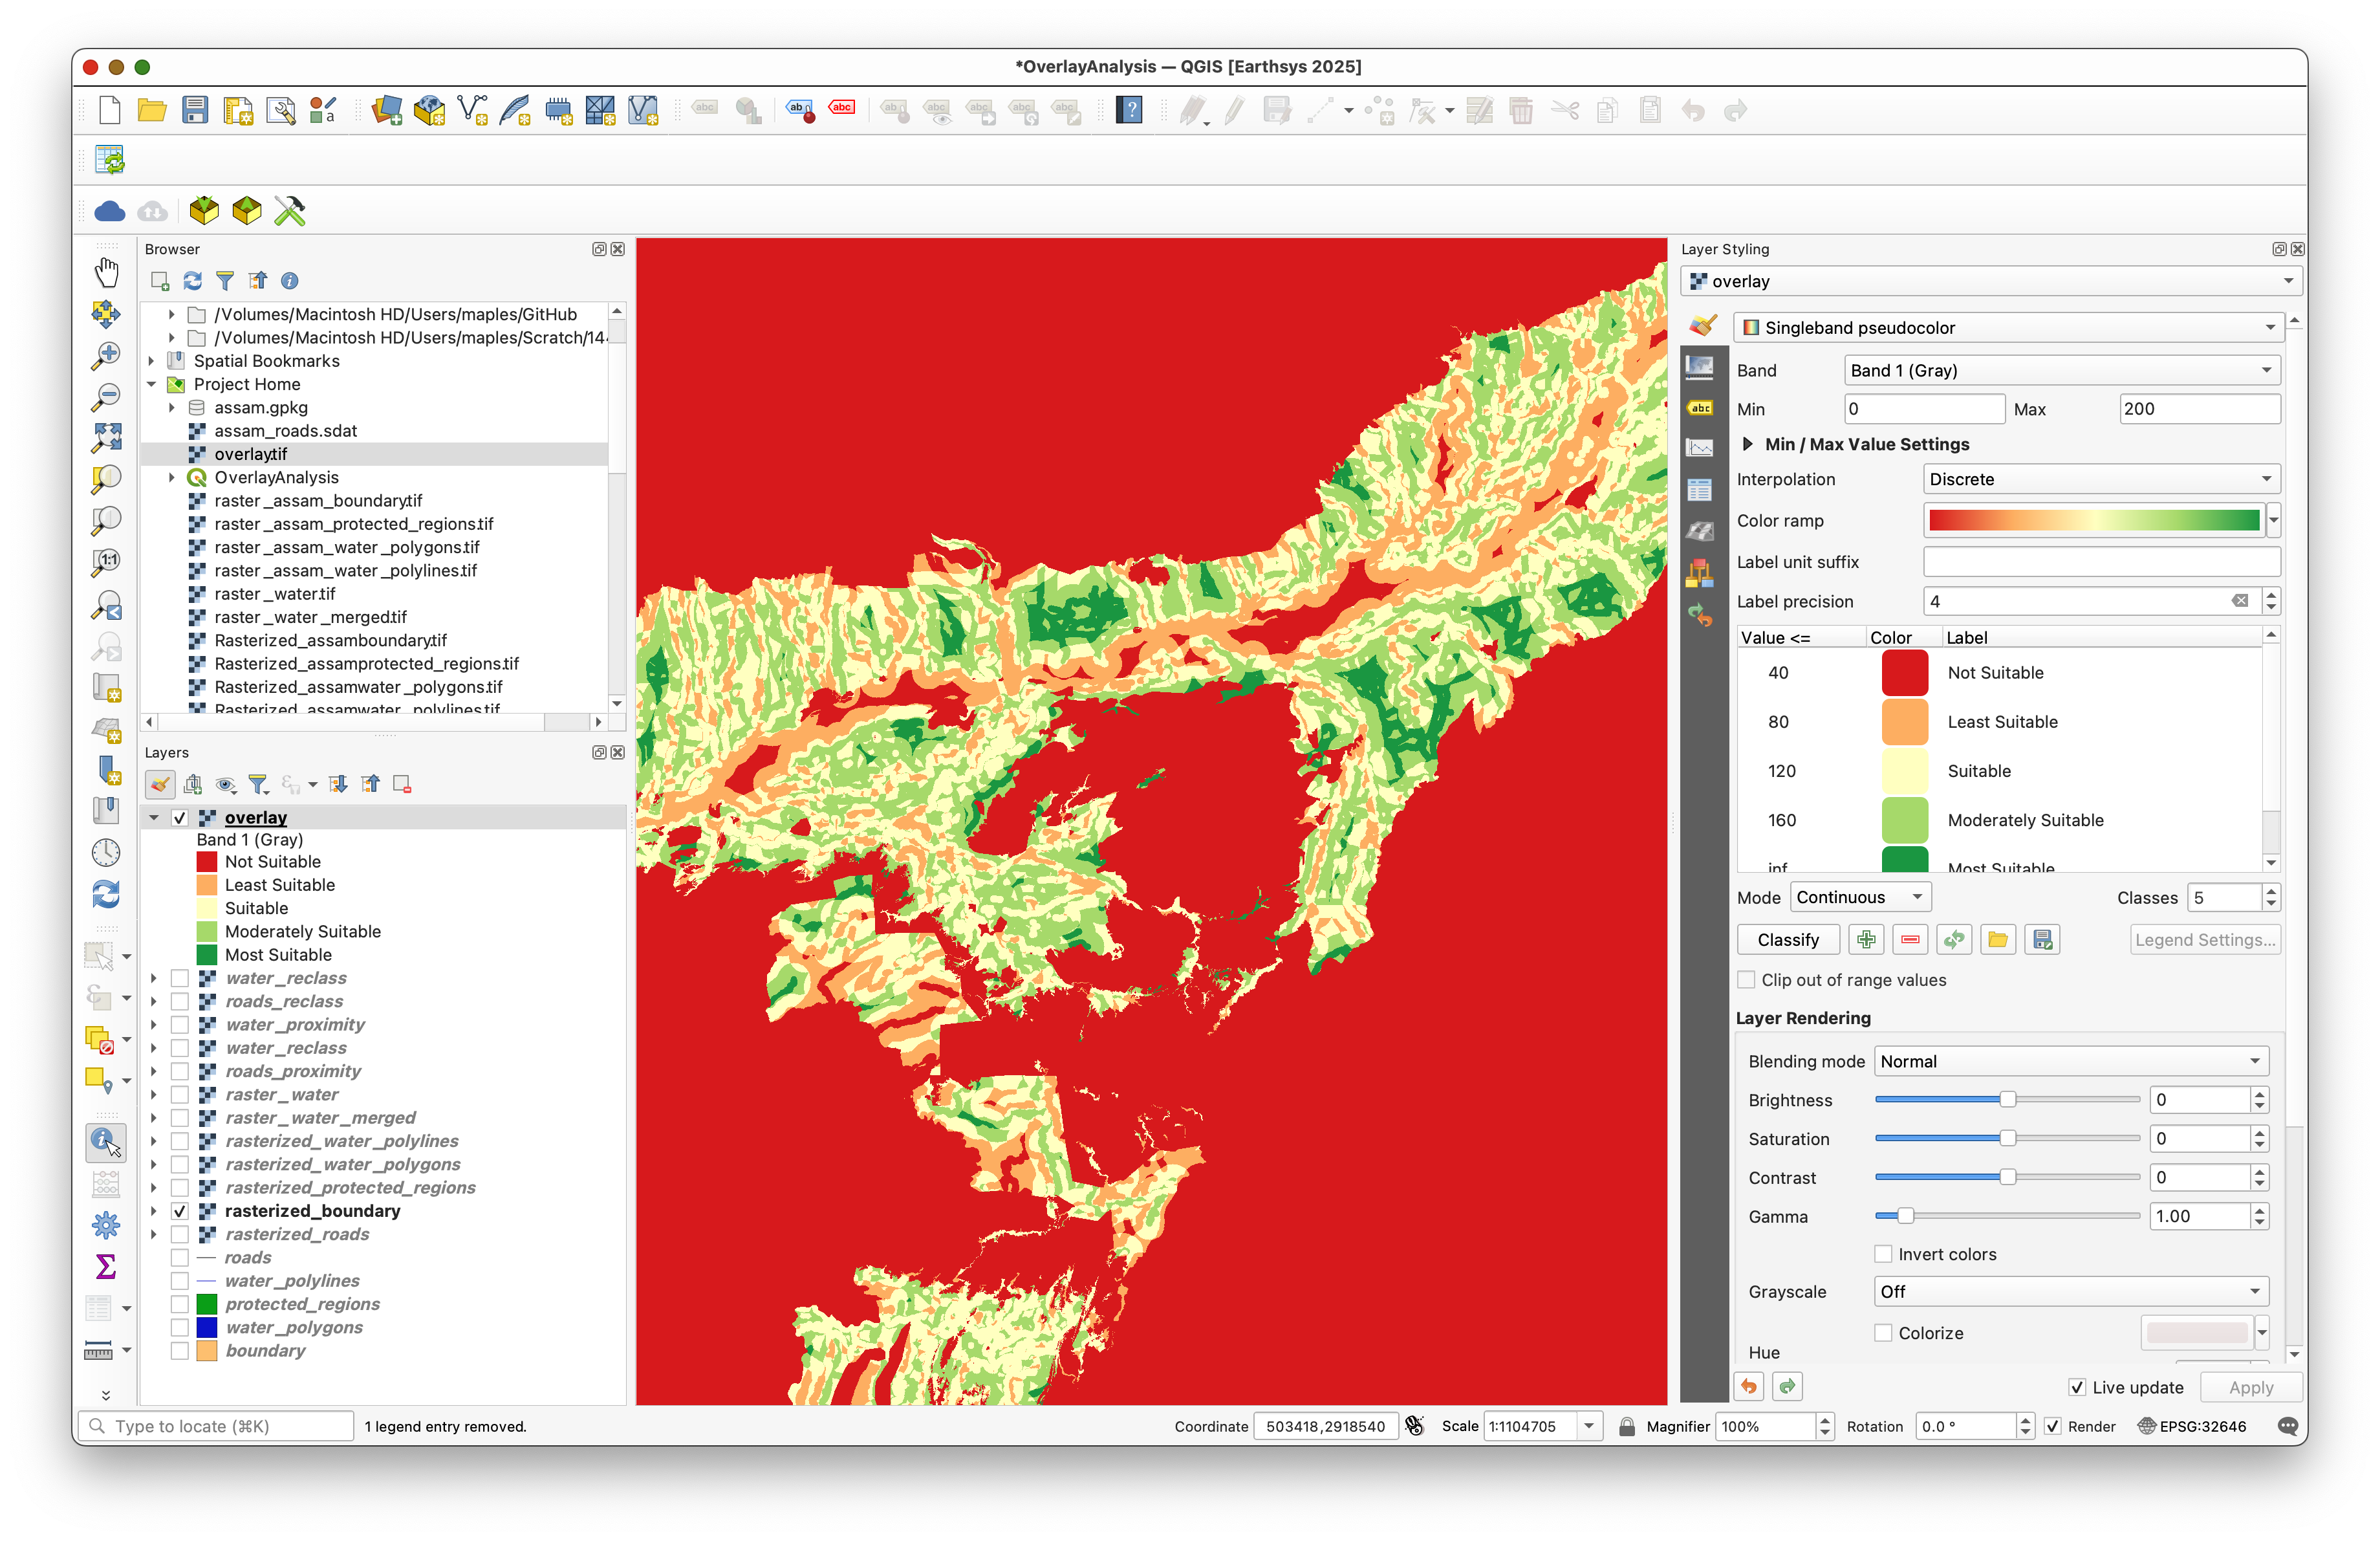 *OverlayAnalysis — QGIS [Earthsys 2025]
Browser
/Volumes/Macintosh HD/Users/maples/GitHub
/Volumes/Macintosh HD/Users/maples/Scratch/14
Spatial Bookmarks
Project Home
assam.gpkg
assam_roads.sdat
overlay.tif
OverlayAnalysis
raster_assam_boundary.tif
raster_assam_protected_regions.tif
raster_assam_water_polygons.tif
raster_assam_water_polylines.tif
raster_water.tif
raster_water_merged.tif
Rasterized_assamboundary.tif
Rasterized_assamprotected_regions.tif
Rasterized_assamwater_polygons.tif
Rasterized_assamwater_polylines.tif
Layers
overlay
Band 1 (Gray)
Not Suitable
Least Suitable
Suitable
Moderately Suitable
Most Suitable
water_reclass
roads_reclass
water_proximity
water_reclass
roads_proximity
raster_water
raster_water_merged
rasterized_water_polylines
rasterized_water_polygons
rasterized_protected_regions
rasterized_boundary
rasterized_roads
roads
water_polylines
protected_regions
water_polygons
boundary
Layer Styling
overlay
Singleband pseudocolor
Band Band 1 (Gray)
Min 0 Max 200
Min / Max Value Settings
Interpolation Discrete
Color ramp
Label unit suffix
Label precision 4
Value <= Color Label
40 Not Suitable
80 Least Suitable
120 Suitable
160 Moderately Suitable
inf Most Suitable
Mode Continuous Classes 5
Classify Legend Settings...
Clip out of range values
Layer Rendering
Blending mode Normal
Brightness 0
Saturation 0
Contrast 0
Gamma 1.00
Invert colors
Grayscale Off
Colorize
Hue
Live update Apply
Type to locate (⌘K) 1 legend entry removed. Coordinate 503418,2918540 Scale 1:1104705 Magnifier 100% Rotation 0.0 ° Render EPSG:32646